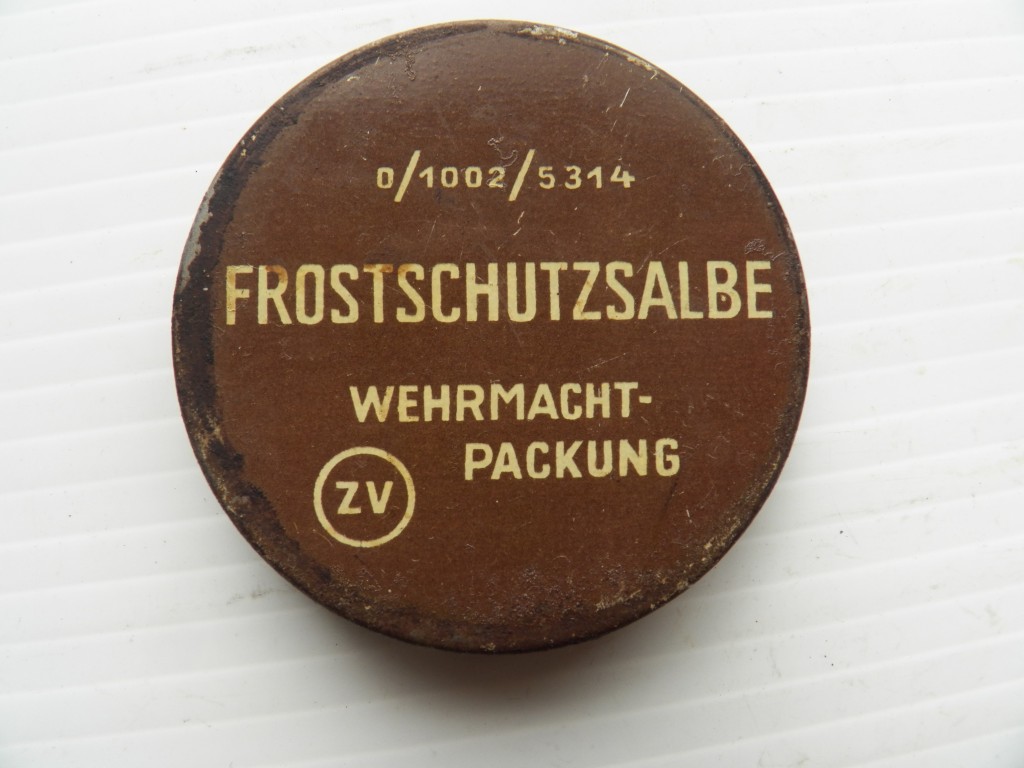 0/1002/5314
FROSTSCHUTZSALBE
WEHRMACHT-
PACKUNG
ZV